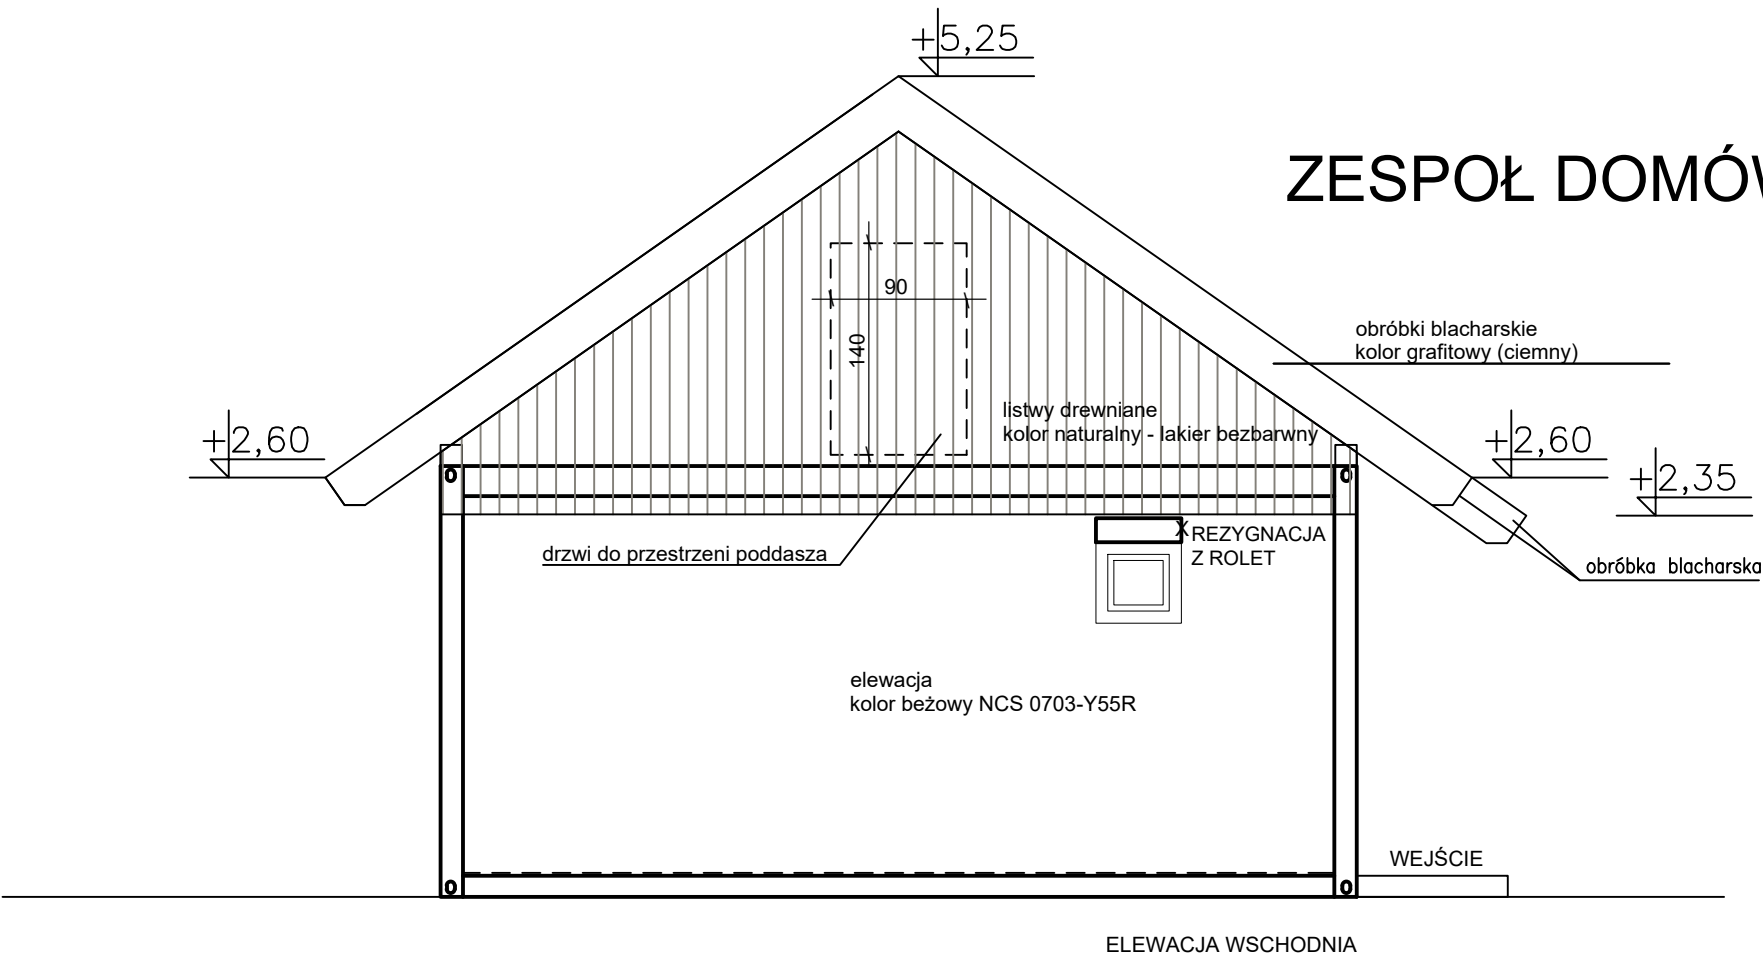 +5,25
ZESPOŁ DOMÓW
90
140
obróbki blacharskie
kolor grafitowy (ciemny)
listwy drewniane
kolor naturalny - lakier bezbarwny
+2,60
+2,60
+2,35
X REZYGNACJA
Z ROLET
drzwi do przestrzeni poddasza
obróbka blacharska
elewacja
kolor beżowy NCS 0703-Y55R
WEJŚCIE
ELEWACJA WSCHODNIA